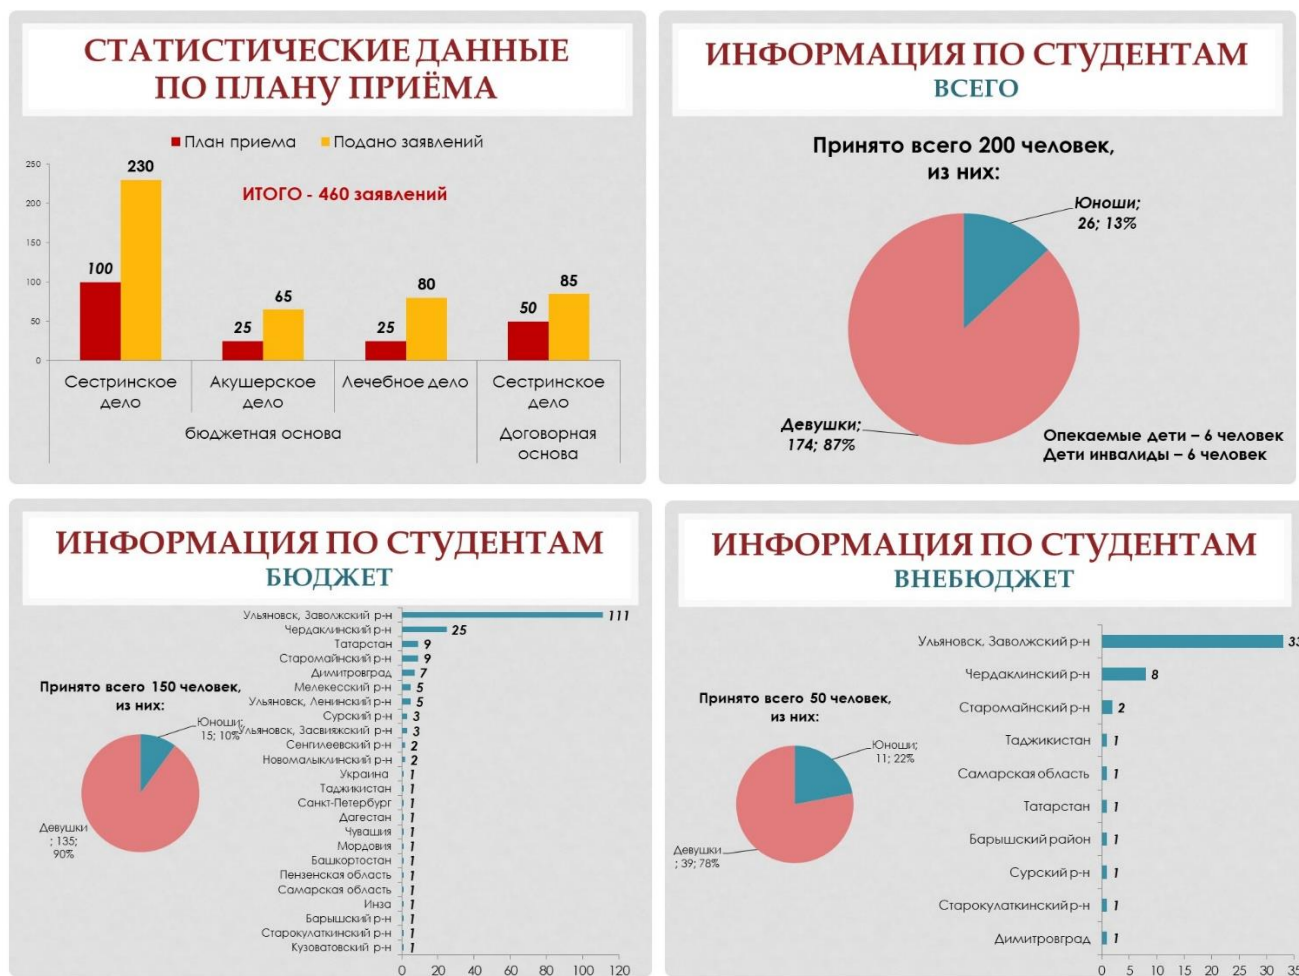 СТАТИСТИЧЕСКИЕ ДАННЫЕ
ПО ПЛАНУ ПРИЁМА
План приема Подано заявлений
ИТОГО - 460 заявлений
250
200
150
100
50
0
100 230
25 65
25 80
50 85
Сестринское
дело
Акушерское
дело
Лечебное дело
Сестринское
дело
бюджетная основа
Договорная
основа
ИНФОРМАЦИЯ ПО СТУДЕНТАМ
ВСЕГО
Принято всего 200 человек,
из них:
Юноши;
26; 13%
Девушки;
174; 87%
Опекаемые дети – 6 человек
Дети инвалиды – 6 человек
ИНФОРМАЦИЯ ПО СТУДЕНТАМ
БЮДЖЕТ
Принято всего 150 человек,
из них:
Юноши;
15; 10%
Девушки
; 135;
90%
Ульяновск, Заволжский р-н 111
Чердаклинский р-н 25
Татарстан 9
Старомайнский р-н 9
Димитровград 7
Мелекесский р-н 5
Ульяновск, Ленинский р-н 5
Сурский р-н 3
Ульяновск, Засвияжский р-н 3
Сенгилеевский р-н 2
Новомалыклинский р-н 2
Украина 1
Таджикистан 1
Санкт-Петербург 1
Дагестан 1
Чувашия 1
Мордовия 1
Башкортостан 1
Пензенская область 1
Самарская область 1
Инза 1
Барышский р-н 1
Старокулаткинский р-н 1
Кузоватовский р-н 1
0 20 40 60 80 100 120
ИНФОРМАЦИЯ ПО СТУДЕНТАМ
ВНЕБЮДЖЕТ
Принято всего 50 человек,
из них:
Юноши;
11; 22%
Девушки
; 39; 78%
Ульяновск, Заволжский р-н 33
Чердаклинский р-н 8
Старомайнский р-н 2
Таджикистан 1
Самарская область 1
Татарстан 1
Барышский район 1
Сурский р-н 1
Старокулаткинский р-н 1
Димитровград 1
0 5 10 15 20 25 30 35